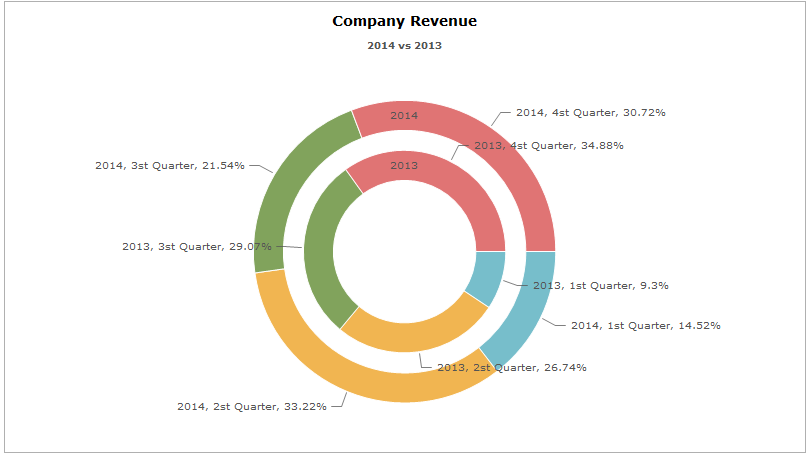 Company Revenue
2014 vs 2013
2014, 4st Quarter, 30.72%
2014
2013, 4st Quarter, 34.88%
2014, 3st Quarter, 21.54%
2013
2013, 3st Quarter, 29.07%
2013, 1st Quarter, 9.3%
2014, 1st Quarter, 14.52%
2013, 2st Quarter, 26.74%
2014, 2st Quarter, 33.22%